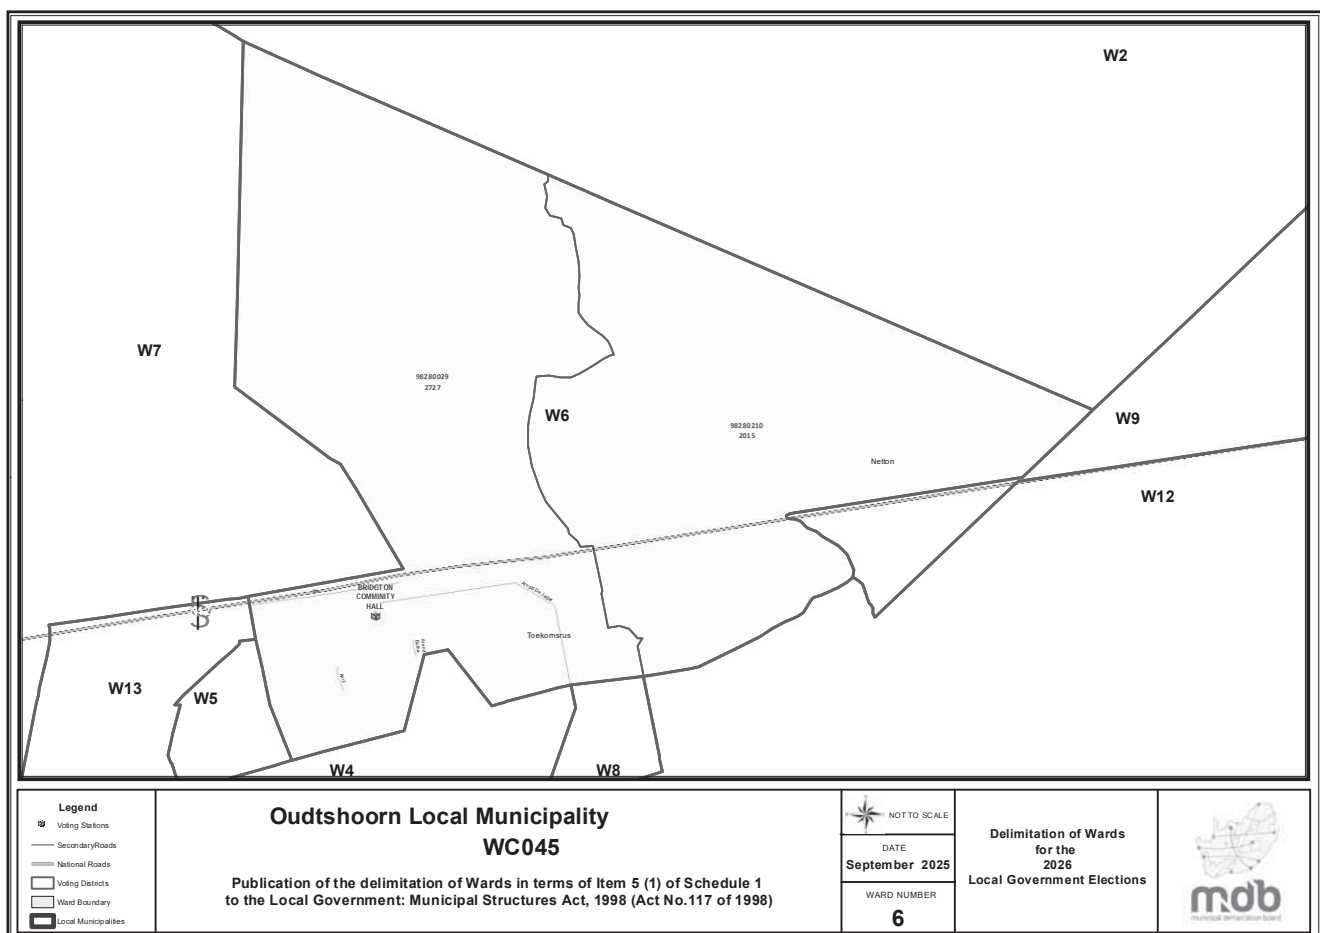 W2
W7
98280029
2727
W6
98280210
2015
W9
Netton
W12
BRIDGTON
COMMINITY
HALL
Toekomsrus
W13
W5
W4
W8
Legend
Voting Stations
SecondaryRoads
National Roads
Voting Districts
Ward Boundary
Local Municipalities
Oudtshoorn Local Municipality
WC045
Publication of the delimitation of Wards in terms of Item 5 (1) of Schedule 1
to the Local Government: Municipal Structures Act, 1998 (Act No.117 of 1998)
NOT TO SCALE
DATE
September 2025
WARD NUMBER
6
Delimitation of Wards
for the
2026
Local Government Elections
mdb
municipal demarcation board